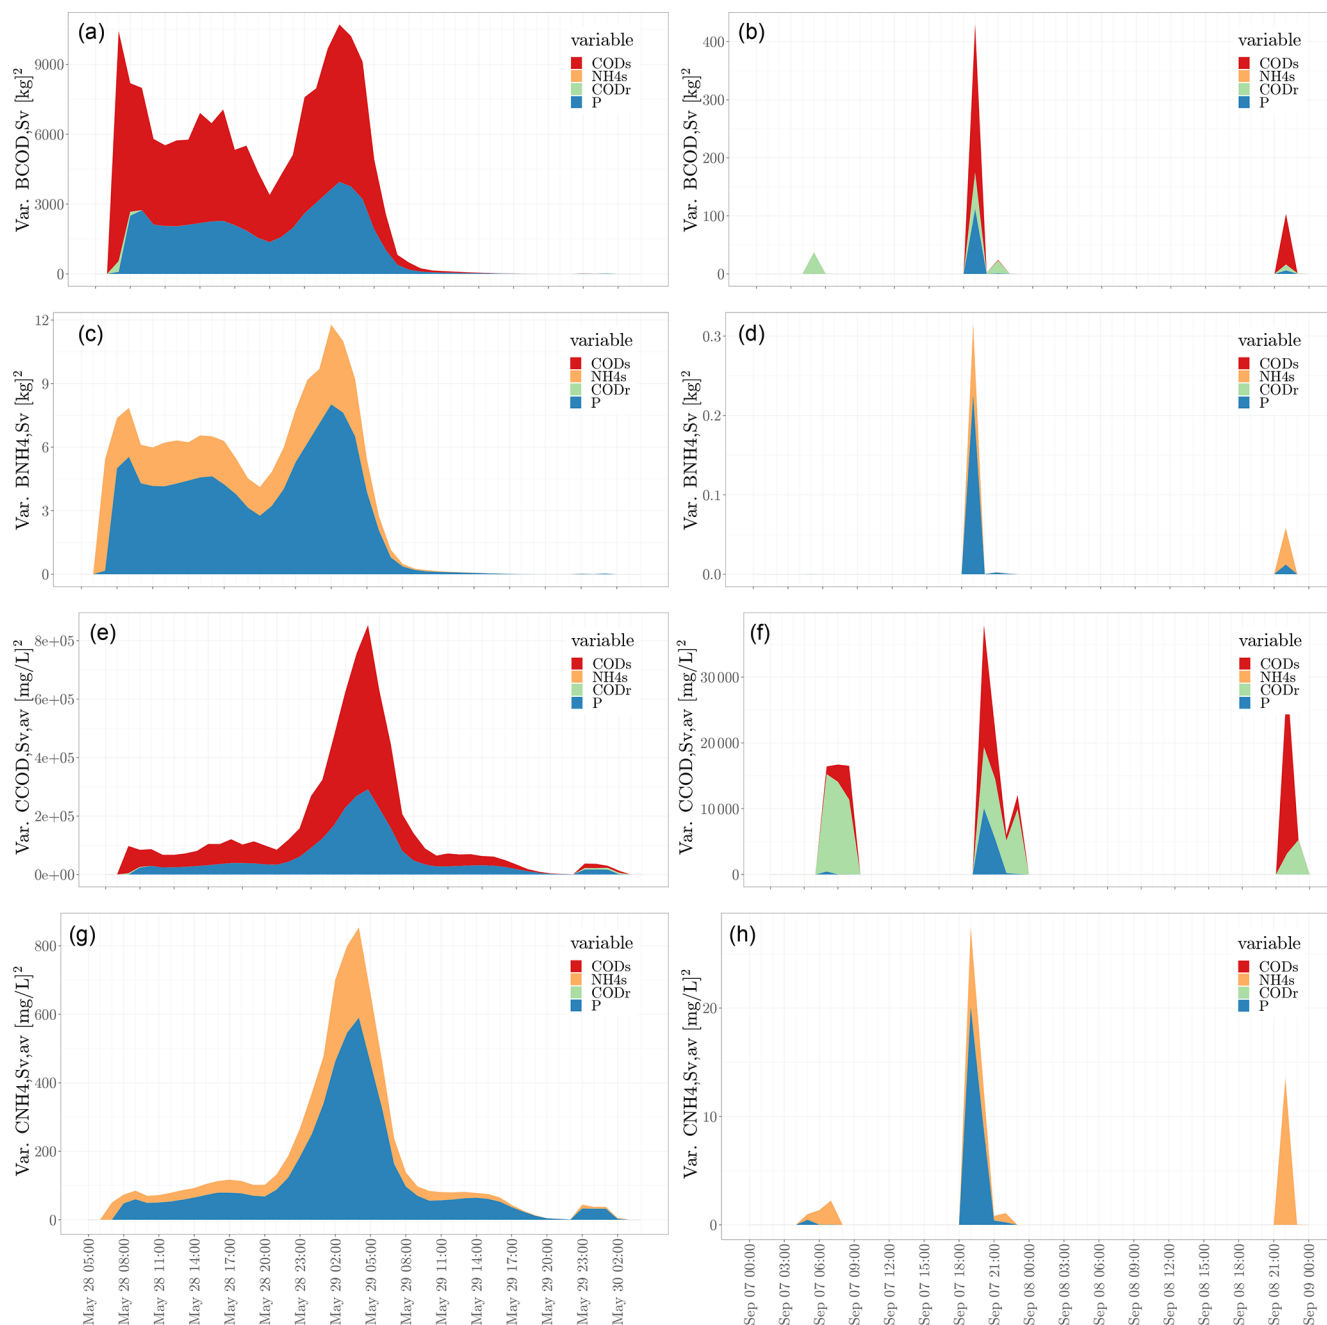 (a)
variable
CODs
NH4s
CODr
P
Var. BCOD,Sv [kg]²
9000
6000
3000
0
(b)
variable
CODs
NH4s
CODr
P
Var. BCOD,Sv [kg]²
400
300
200
100
0
(c)
variable
CODs
NH4s
CODr
P
Var. BNH4,Sv [kg]²
12
9
6
3
0
(d)
variable
CODs
NH4s
CODr
P
Var. BNH4,Sv [kg]²
0.3
0.2
0.1
0.0
(e)
variable
CODs
NH4s
CODr
P
Var. CCOD,Sv,av [mg/L]²
8e+05
6e+05
4e+05
2e+05
0e+00
(f)
variable
CODs
NH4s
CODr
P
Var. CCOD,Sv,av [mg/L]²
30 000
20 000
10 000
0
(g)
variable
CODs
NH4s
CODr
P
Var. CNH4,Sv,av [mg/L]²
800
600
400
200
0
May 28 05:00
May 28 08:00
May 28 11:00
May 28 14:00
May 28 17:00
May 28 20:00
May 28 23:00
May 29 02:00
May 29 05:00
May 29 08:00
May 29 11:00
May 29 14:00
May 29 17:00
May 29 20:00
May 29 23:00
May 30 02:00
(h)
variable
CODs
NH4s
CODr
P
Var. CNH4,Sv,av [mg/L]²
20
10
0
Sep 07 00:00
Sep 07 03:00
Sep 07 06:00
Sep 07 09:00
Sep 07 12:00
Sep 07 15:00
Sep 07 18:00
Sep 07 21:00
Sep 08 00:00
Sep 08 03:00
Sep 08 06:00
Sep 08 09:00
Sep 08 12:00
Sep 08 15:00
Sep 08 18:00
Sep 08 21:00
Sep 09 00:00